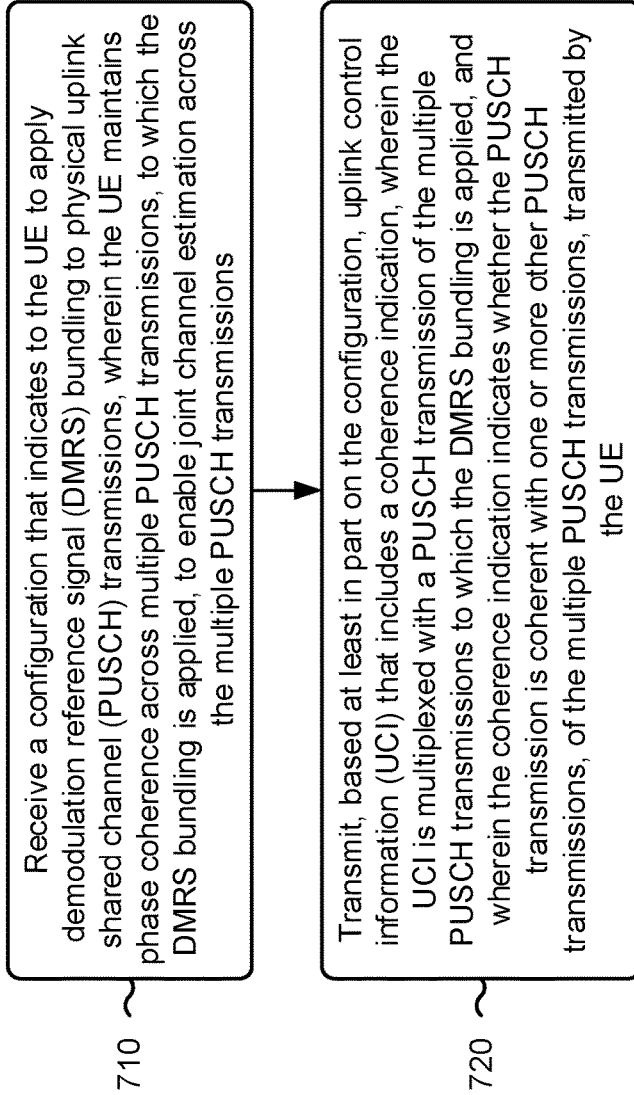 710
Receive a configuration that indicates to the UE to apply
demodulation reference signal (DMRS) bundling to physical uplink
shared channel (PUSCH) transmissions, wherein the UE maintains
phase coherence across multiple PUSCH transmissions, to which the
DMRS bundling is applied, to enable joint channel estimation across
the multiple PUSCH transmissions
720
Transmit, based at least in part on the configuration, uplink control
information (UCI) that includes a coherence indication, wherein the
UCI is multiplexed with a PUSCH transmission of the multiple
PUSCH transmissions to which the DMRS bundling is applied, and
wherein the coherence indication indicates whether the PUSCH
transmission is coherent with one or more other PUSCH
transmissions, of the multiple PUSCH transmissions, transmitted by
the UE